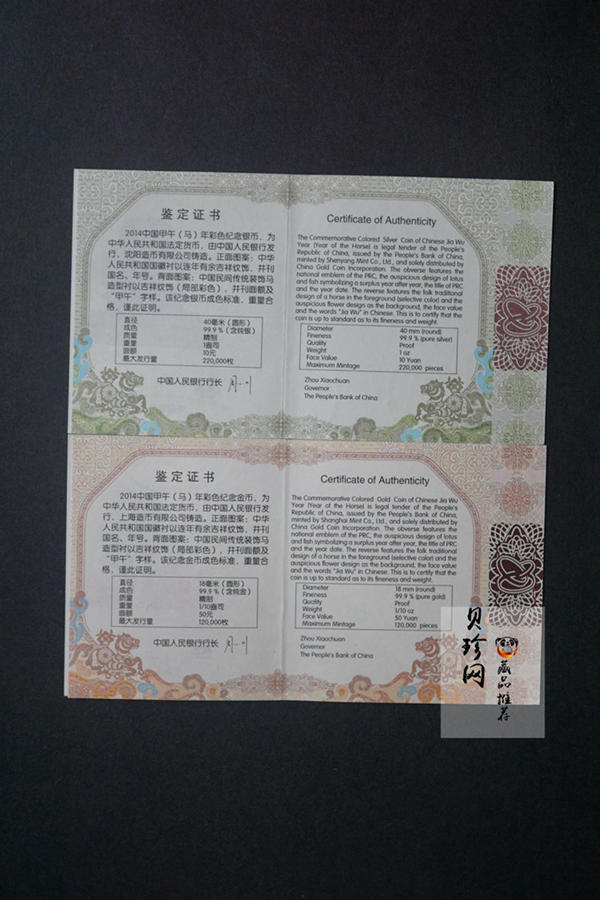 鉴定证书
2014中国甲午（马）年彩色纪念银币，为
中华人民共和国法定货币，由中国人民银行发
行，沈阳造币有限公司铸造。正面图案：中华
人民共和国国徽衬以连年有余吉祥纹饰，并刊
国名、年号。背面图案：中国民间传统装饰马
造型衬以吉祥纹饰（局部彩色），并刊面额及
“甲午”字样。该纪念银币成色标准，重量合
格，谨此证明。
直径 40毫米（圆形）
成色 99.9％（含纯银）
质量 精制
重量 1盎司
面额 10元
最大发行量 220,000枚
中国人民银行行长
Certificate of Authenticity
The Commemorative Colored Silver Coin of Chinese Jia Wu
Year (Year of the Horse) is legal tender of the People's
Republic of China, issued by the People's Bank of China,
minted by Shenyang Mint Co., Ltd., and solely distributed by
China Gold Coin Incorporation. The obverse features the
national emblem of the PRC, the auspicious design of lotus
and fish symbolizing a surplus year after year, the title of PRC
and the year date. The reverse features the folk traditional
design of a horse in the foreground (selective color) and the
auspicious flower design as the background, the face value
and the words "Jia Wu" in Chinese. This is to certify that the
coin is up to standard as to its fineness and weight.
Diameter 40 mm (round)
Fineness 99.9 % (pure silver)
Quality Proof
Weight 1 oz
Face Value 10 Yuan
Maximum Mintage 220,000 pieces
Zhou Xiaochuan
Governor
The People's Bank of China
鉴定证书
2014中国甲午（马）年彩色纪念金币，为
中华人民共和国法定货币，由中国人民银行发
行，上海造币有限公司铸造。正面图案：中华
人民共和国国徽衬以连年有余吉祥纹饰，并刊
国名、年号。背面图案：中国民间传统装饰马
造型衬以吉祥纹饰（局部彩色），并刊面额及
“甲午”字样。该纪念金币成色标准，重量合
格，谨此证明。
直径 18毫米（圆形）
成色 99.9％（含纯金）
质量 精制
重量 1/10盎司
面额 50元
最大发行量 120,000枚
中国人民银行行长
Certificate of Authenticity
The Commemorative Colored Gold Coin of Chinese Jia Wu
Year (Year of the Horse) is legal tender of the People's
Republic of China, issued by the People's Bank of China,
minted by Shanghai Mint Co., Ltd., and solely distributed by
China Gold Coin Incorporation. The obverse features the
national emblem of the PRC, the auspicious design of lotus
and fish symbolizing a surplus year after year, the title of PRC
and the year date. The reverse features the folk traditional
design of a horse in the foreground (selective color) and the
auspicious flower design as the background, the face value
and the words "Jia Wu" in Chinese. This is to certify that the
coin is up to standard as to its fineness and weight.
Diameter 18 mm (round)
Fineness 99.9 % (pure gold)
Quality Proof
Weight 1/10 oz
Face Value 50 Yuan
Maximum Mintage 120,000 pieces
Zhou Xiaochuan
Governor
The People's Bank of China
贝珍网
藏品推荐